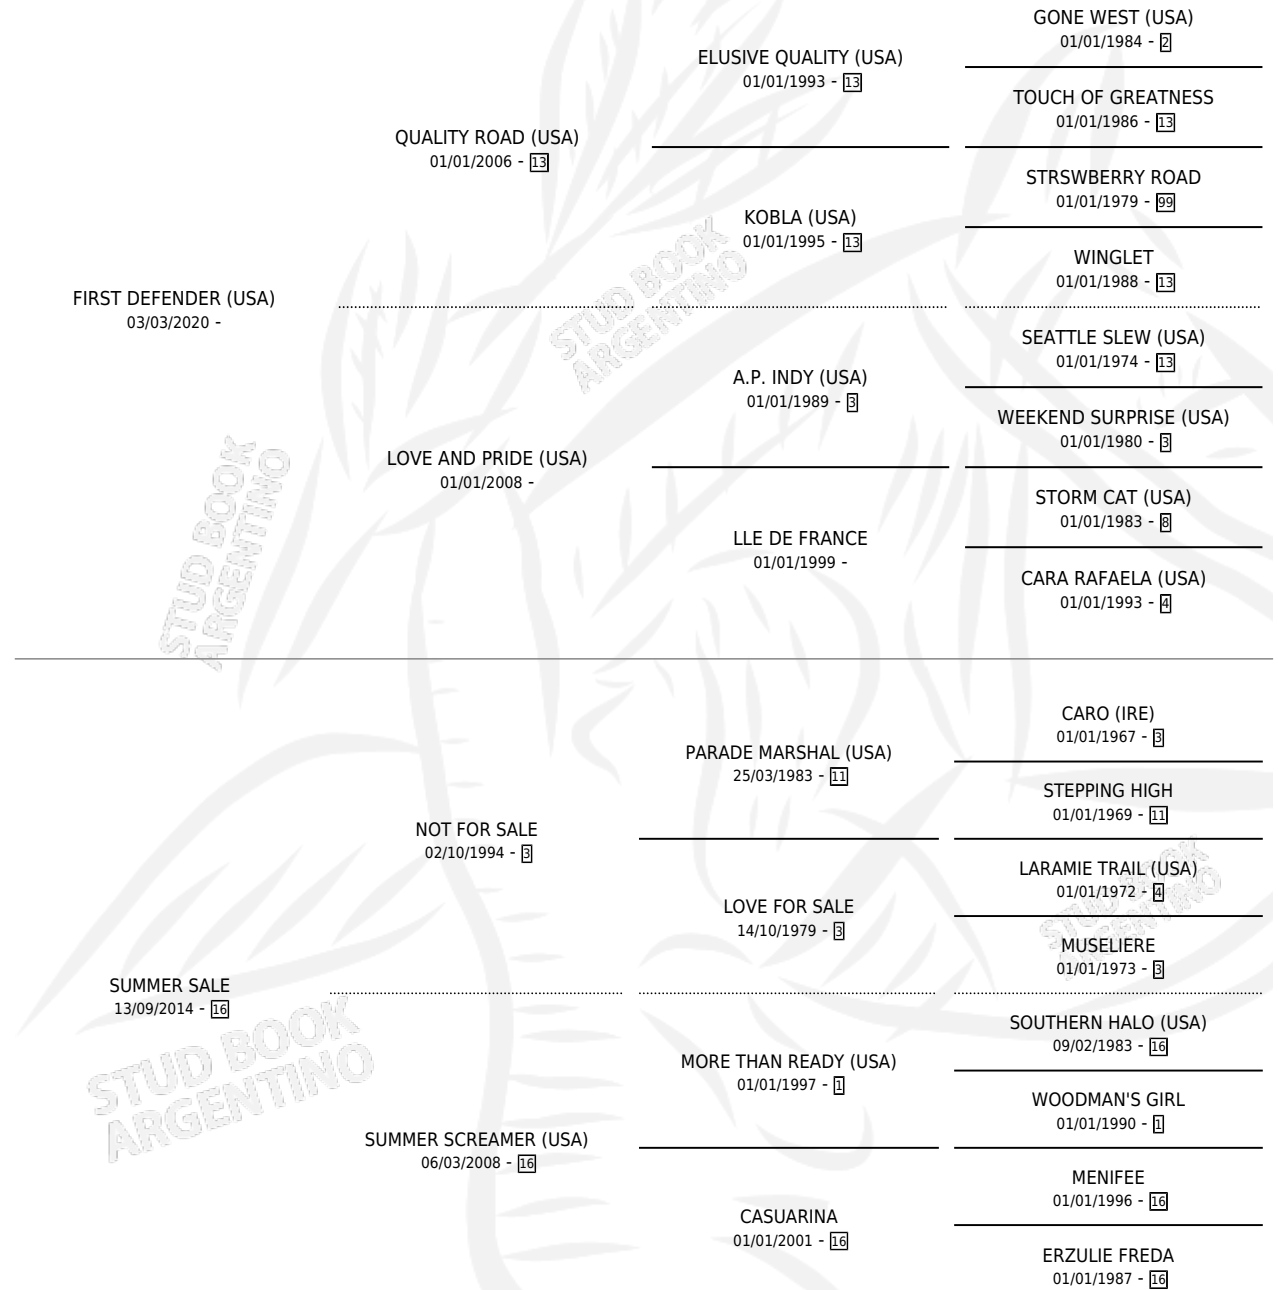 GONE WEST (USA)
01/01/1984 - 2
ELUSIVE QUALITY (USA)
01/01/1993 - 13
TOUCH OF GREATNESS
01/01/1986 - 13
QUALITY ROAD (USA)
01/01/2006 - 13
STRSWBERRY ROAD
01/01/1979 - 99
KOBLA (USA)
01/01/1995 - 13
WINGLET
01/01/1988 - 13
FIRST DEFENDER (USA)
03/03/2020 -
SEATTLE SLEW (USA)
01/01/1974 - 13
A.P. INDY (USA)
01/01/1989 - 3
WEEKEND SURPRISE (USA)
01/01/1980 - 3
LOVE AND PRIDE (USA)
01/01/2008 -
STORM CAT (USA)
01/01/1983 - 8
LLE DE FRANCE
01/01/1999 -
CARA RAFAELA (USA)
01/01/1993 - 4
CARO (IRE)
01/01/1967 - 3
PARADE MARSHAL (USA)
25/03/1983 - 11
STEPPING HIGH
01/01/1969 - 11
NOT FOR SALE
02/10/1994 - 3
LARAMIE TRAIL (USA)
01/01/1972 - 4
LOVE FOR SALE
14/10/1979 - 3
MUSELIERE
01/01/1973 - 3
SUMMER SALE
13/09/2014 - 16
SOUTHERN HALO (USA)
09/02/1983 - 16
MORE THAN READY (USA)
01/01/1997 - 1
WOODMAN'S GIRL
01/01/1990 - 1
SUMMER SCREAMER (USA)
06/03/2008 - 16
MENIFEE
01/01/1996 - 16
CASUARINA
01/01/2001 - 16
ERZULIE FREDA
01/01/1987 - 16
STUD BOOK
ARGENTINO
STUD BOOK
ARGENTINO
STUD BOOK
ARGENTINO
STUD BOOK
ARGENTINO